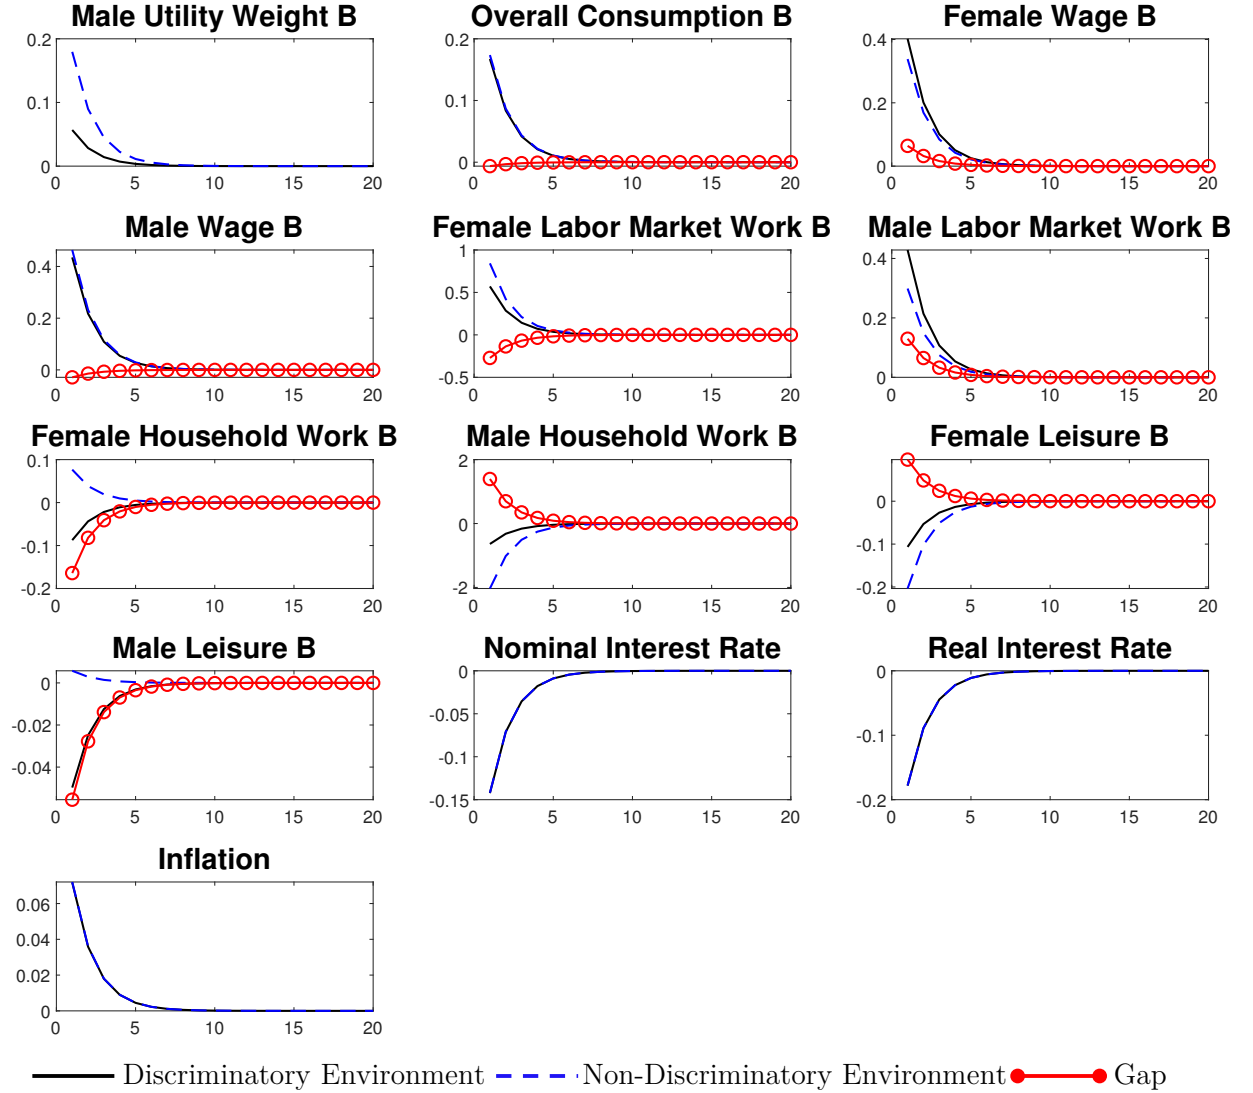 Male Utility Weight B
Overall Consumption B
Female Wage B
0.2
0.1
0
0 5 10 15 20
0.2
0.1
0
0 5 10 15 20
0.4
0.2
0
0 5 10 15 20
Male Wage B
Female Labor Market Work B
Male Labor Market Work B
0.4
0.2
0
0 5 10 15 20
1
0.5
0
-0.5
0 5 10 15 20
0.4
0.2
0
0 5 10 15 20
Female Household Work B
Male Household Work B
Female Leisure B
0.1
0
-0.1
-0.2
0 5 10 15 20
2
0
-2
0 5 10 15 20
0
-0.1
-0.2
0 5 10 15 20
Male Leisure B
Nominal Interest Rate
Real Interest Rate
0
-0.02
-0.04
0 5 10 15 20
0
-0.05
-0.1
-0.15
0 5 10 15 20
0
-0.1
-0.2
0 5 10 15 20
Inflation
0.06
0.04
0.02
0
0 5 10 15 20
Discriminatory Environment Non-Discriminatory Environment Gap